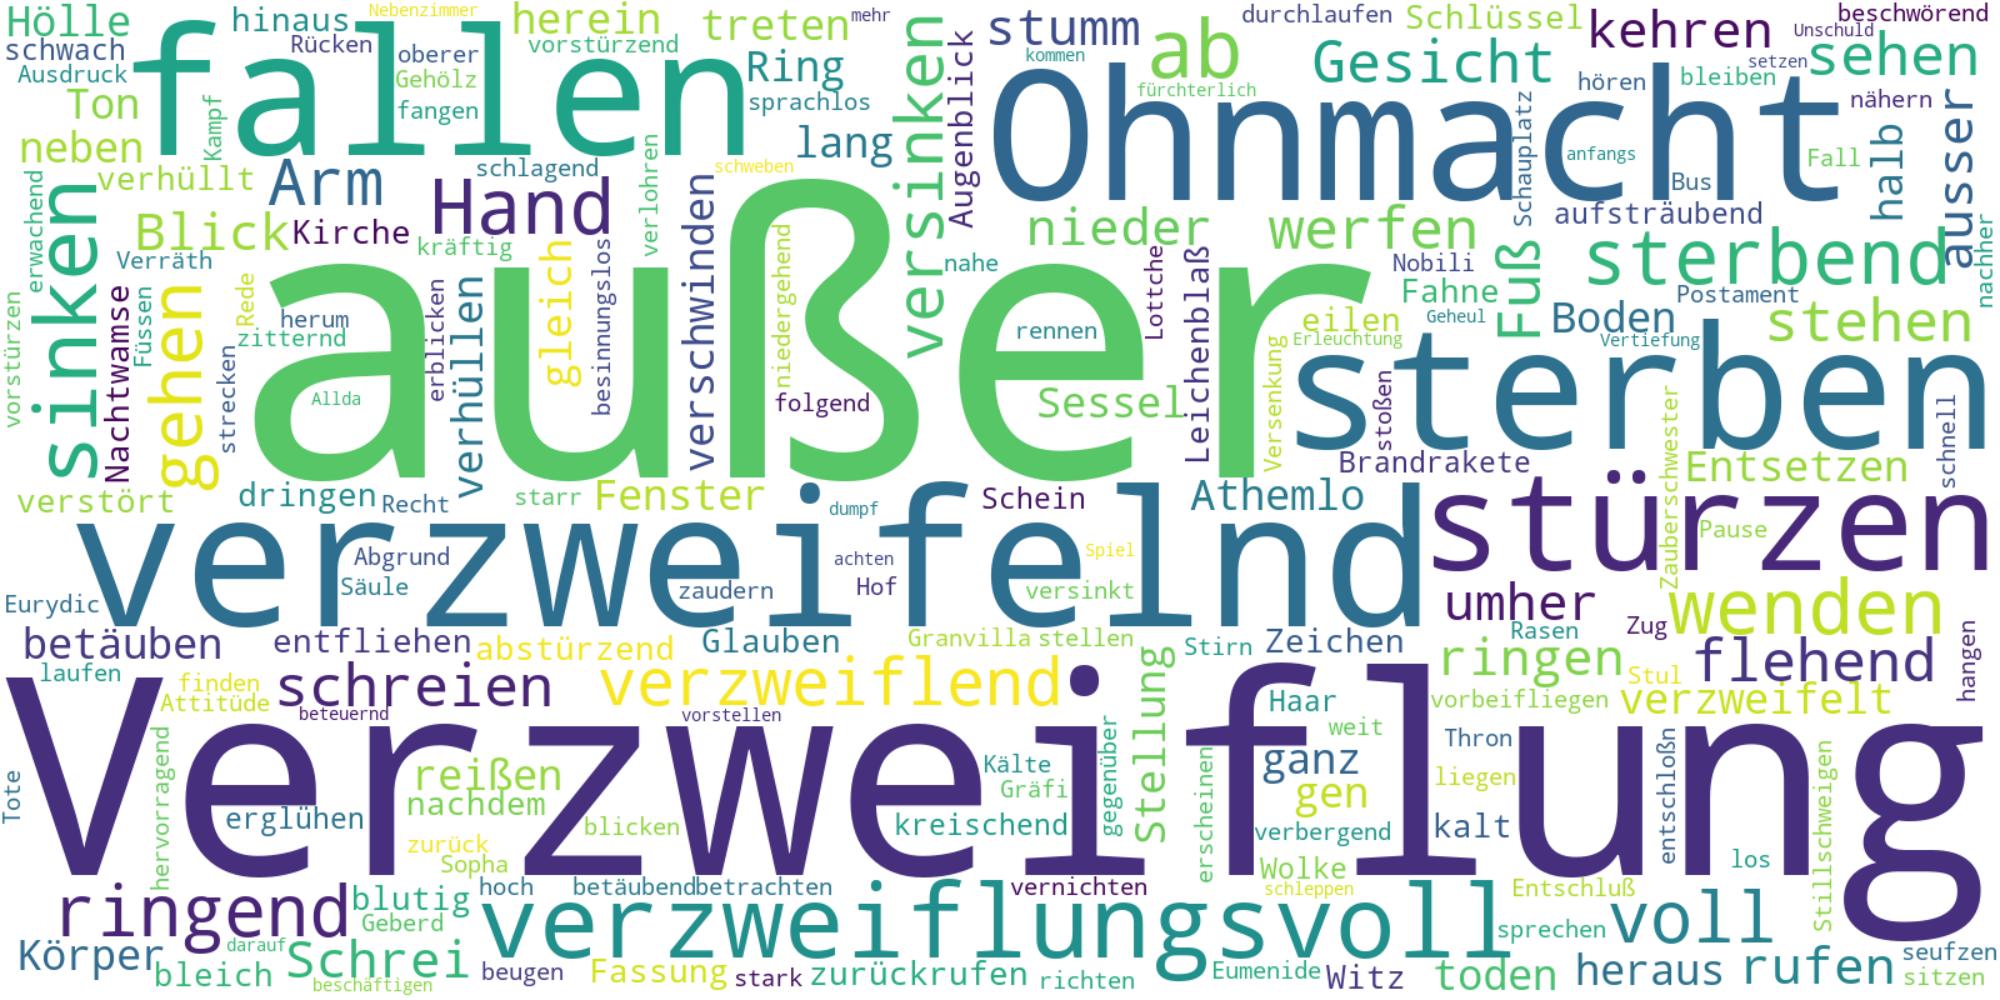 Hölle
hinaus
Nebenzimmer
herein
treten
mehr
stumm
durchlaufen
Schlüssel
beschwörend
schwach
Rücken
oberer
vorstürzend
kommen
ab
kehren
Unschuld
setzen
sehen
Ausdruck
fallen
Gehölz
Ring
Gesicht
hören
bleiben
Ton
Kampf
fangen
sprachlos
versinken
Augenblick
Ohnmacht
fürchterlich
Schauplatz
nähern
ausser
neben
lang
anfangs
halb
Fall
verhüllt
Arm
schlagend
verlohren
schweben
Bus
erwachend
sinken
Blick
Kirche
Hand
kräftig
verschwinden
nieder
werfen
aufsträubend
nachher
Verräth
gleich
besinnungslos
niedergehend
nahe
Lottche
Leichenblaß
Nobili
Fuß
sterbend
vorstürzen
Nachtwamse
Füssen
gehen
Rede
herum
zitternd
erblicken
verhüllen
außer
rennen
eilen
Fahne
Geheul
Boden
Postament
stehen
Erleuchtung
Vertiefung
strecken
Allda
folgend
Sessel
Versenkung
stoßen
sterben
schnell
Brandrakete
Zauberschwester
Entsetzen
verstört
dringen
Recht
starr
Fenster
dumpf
Schein
Athemlo
stürzen
Pause
verzweifelnd
Abgrund
achten
Spiel
Säule
zaudern
Hof
versinkt
Eurydic
umher
wenden
betäuben
entfliehen
abstürzend
Glauben
Granvilla
stellen
Stirn
Zeichen
Rasen
Zug
hangen
laufen
finden
schreien
verzweiflend
Stellung
ringen
Stul
flehend
Attitüde
beteuernd
vorstellen
Haar
vorbeifliegen
verzweifelt
Verzweiflung
hervorragend
weit
Thron
entschloßn
Tote
reißen
Kälte
gegenüber
ganz
liegen
Stillschweigen
nachdem
Gräfi
gen
erglühen
blicken
kreischend
erscheinen
verbergend
kalt
zurück
Sopha
Wolke
los
ringend
blutig
hoch
betäubend
betrachten
vernichten
schleppen
Entschluß
Geberd
verzweiflungsvoll
sprechen
voll
Körper
darauf
Schrei
bleich
beschäftigen
beugen
Fassung
stark
zurückrufen
richten
Eumenide
Witz
toden
heraus
rufen
seufzen
sitzen